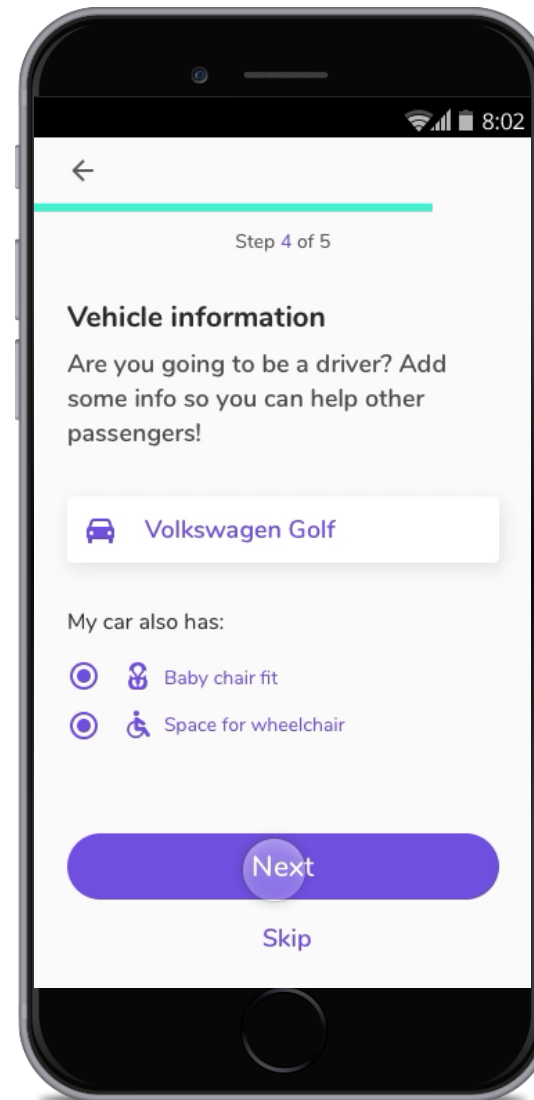 8:02
Step 4 of 5
Vehicle information
Are you going to be a driver? Add
some info so you can help other
passengers!
Volkswagen Golf
My car also has:
Baby chair fit
Space for wheelchair
Next
Skip